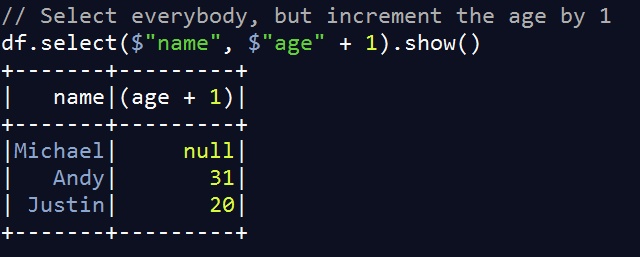 // Select everybody, but increment the age by 1
df.select($"name", $"age" + 1).show()
+-------+---------+
|   name|(age + 1)|
+-------+---------+
|Michael|     null|
|   Andy|       31|
| Justin|       20|
+-------+---------+